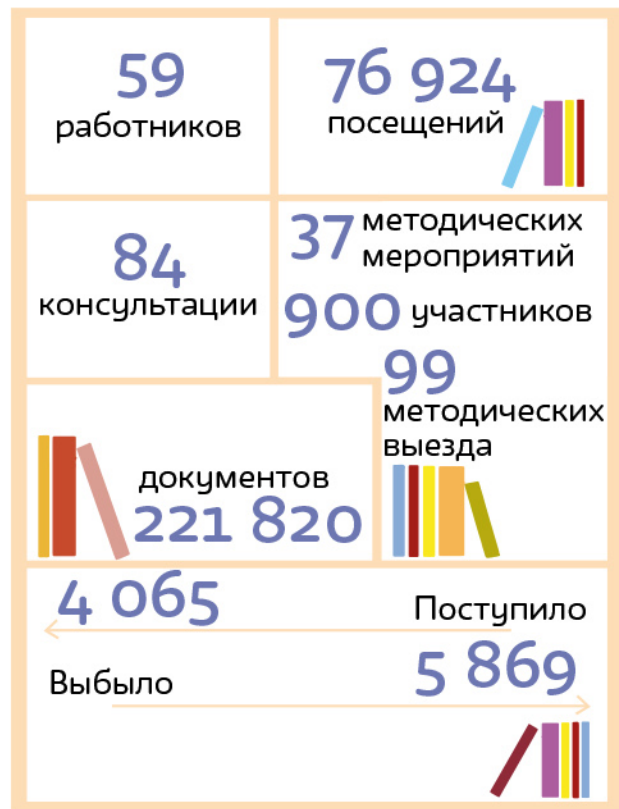 59
работников
76 924
посещений
84
консультации
37 методических
мероприятий
900 участников
99
методических
выезда
документов
221 820
4 065
Поступило
Выбыло
5 869